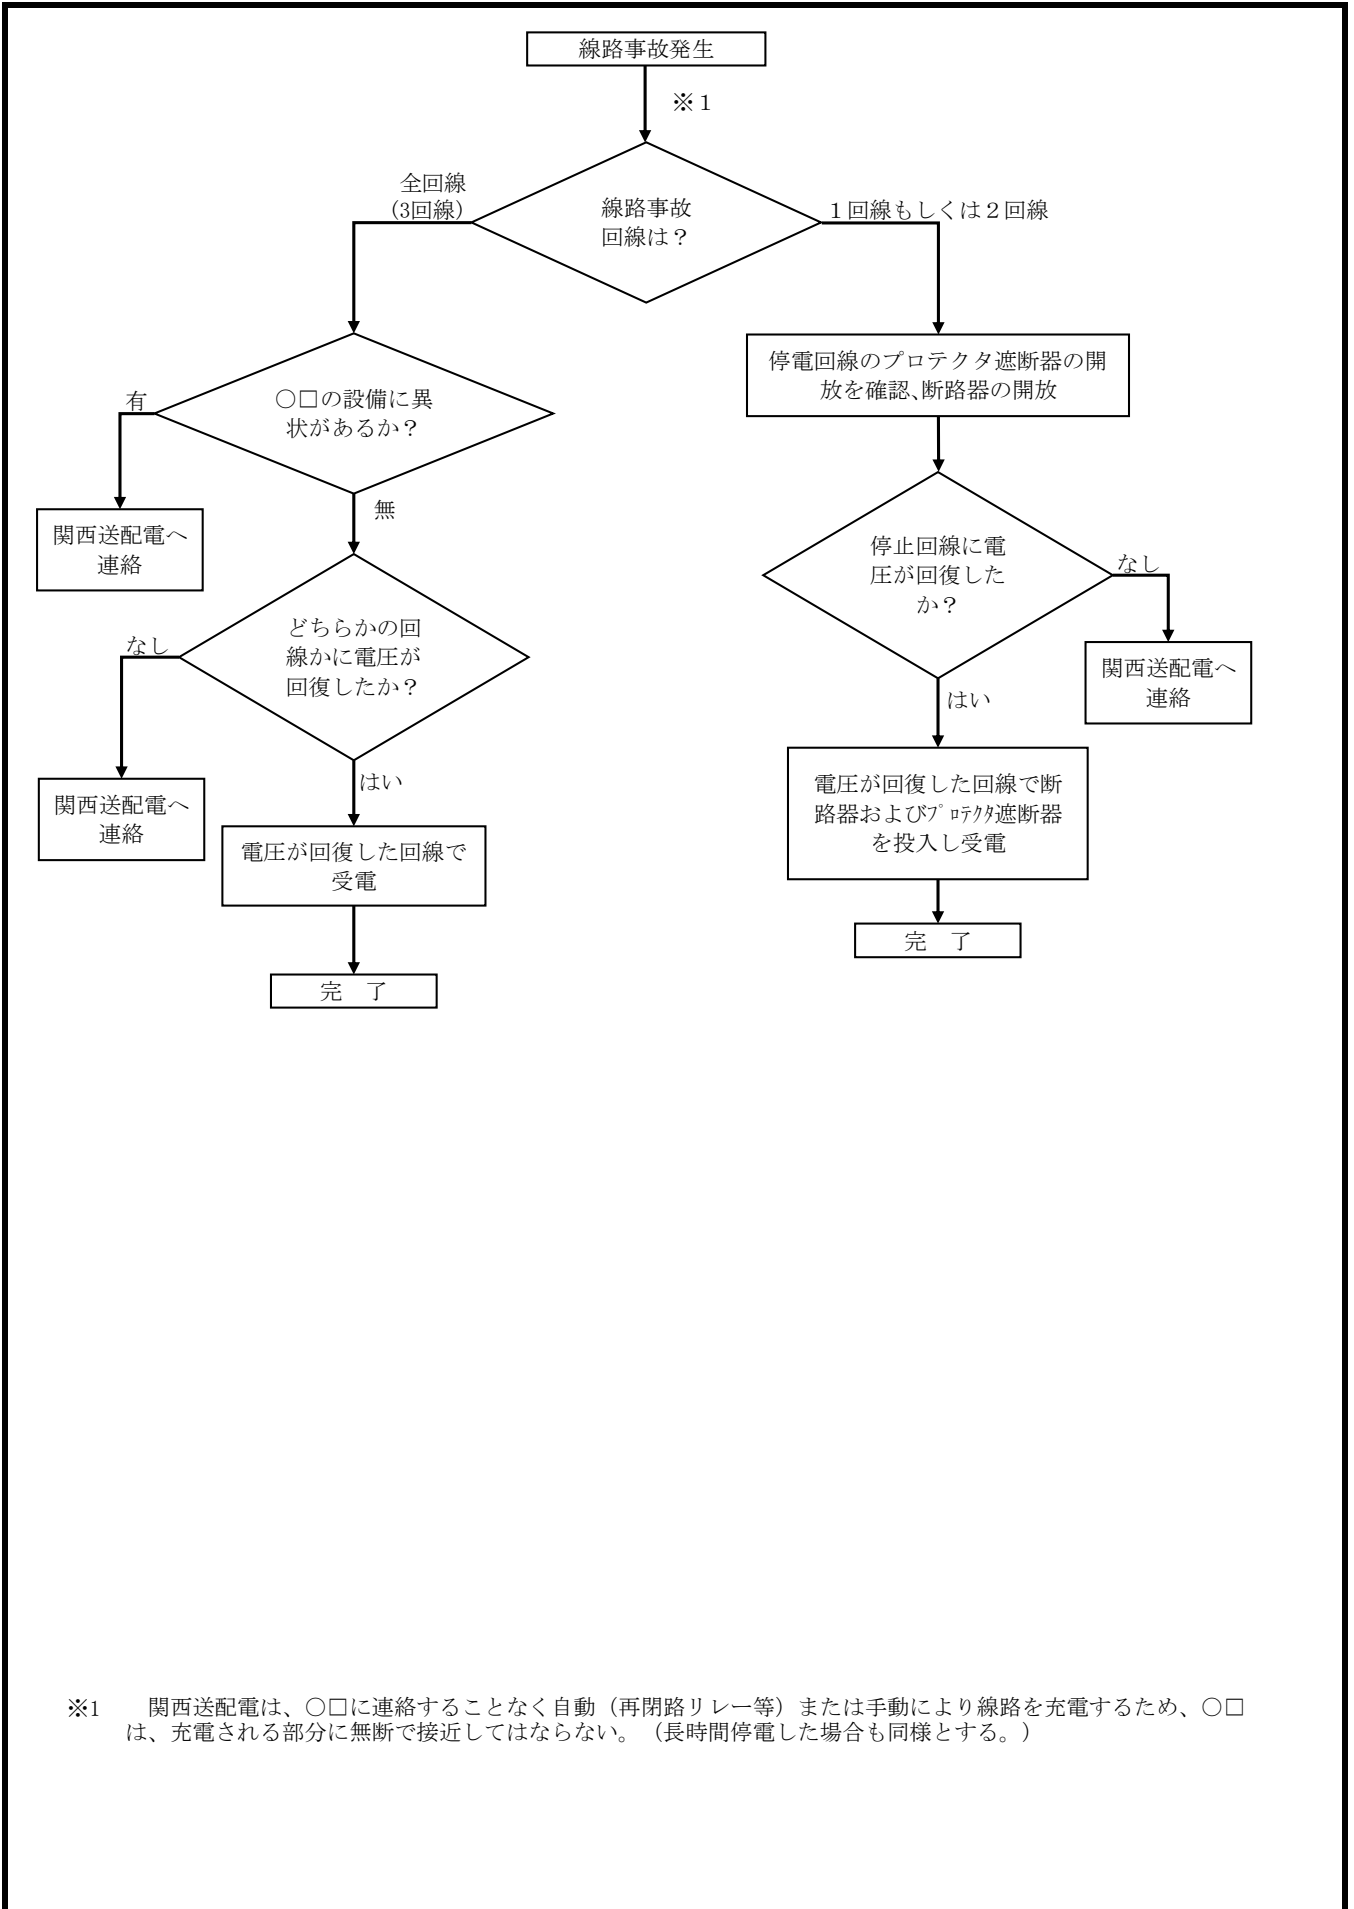 線路事故発生
※１
全回線
(3回線)
線路事故
回線は？
１回線もしくは２回線
有
〇□の設備に異
状があるか？
停電回線のプロテクタ遮断器の開
放を確認､断路器の開放
関西送配電へ
連絡
無
停止回線に電
圧が回復した
か？
なし
なし
どちらかの回
線かに電圧が
回復したか？
関西送配電へ
連絡
はい
関西送配電へ
連絡
はい
電圧が回復した回線で断
路器およびﾌﾟﾛﾃｸﾀ遮断器
を投入し受電
電圧が回復した回線で
受電
完　了
完　了
※1　　関西送配電は、〇□に連絡することなく自動（再閉路リレー等）または手動により線路を充電するため、〇□
は、充電される部分に無断で接近してはならない。（長時間停電した場合も同様とする。）